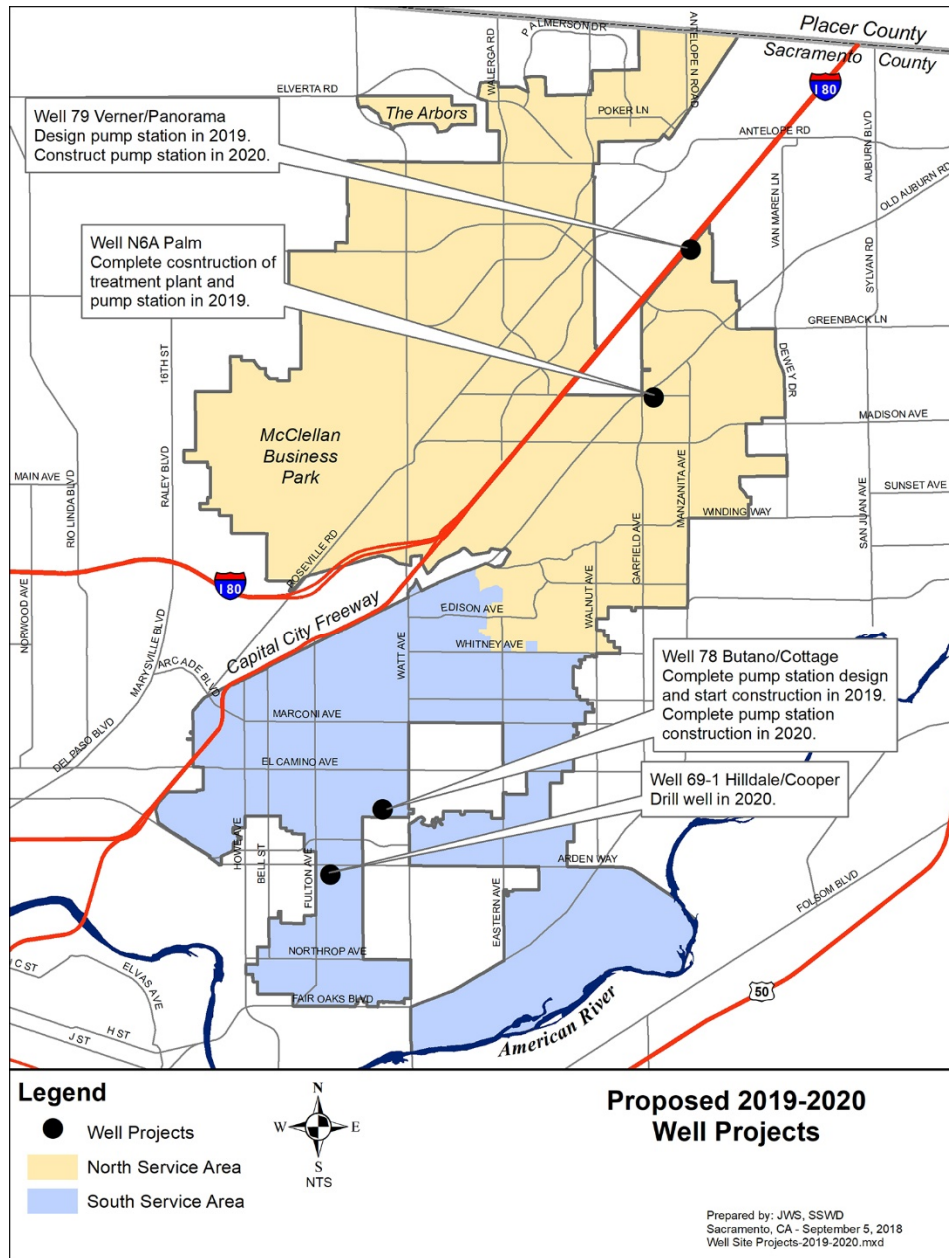 Placer County
Sacramento County
PALMERSON DR
WALERGA RD
ANTELOPE N ROAD
I 80
ELVERTA RD
The Arbors
POKER LN
ANTELOPE RD
AUBURN BLVD
OLD AUBURN RD
VAN MAREN LN
SYLVAN RD
Well 79 Verner/Panorama
Design pump station in 2019.
Construct pump station in 2020.
Well N6A Palm
Complete cosntruction of
treatment plant and
pump station in 2019.
GREENBACK LN
DEWEY DR
16TH ST
MADISON AVE
McClellan
Business
Park
MAIN AVE
RIO LINDA BLVD
RALEY BLVD
MANZANITA AVE
SUNSET AVE
SAN JUAN AVE
WINDING WAY
ROSEVILLE RD
GARFIELD AVE
I 80
NORWOOD AVE
MARYSVILLE BLVD
Capital City Freeway
EDISON AVE
WALNUT AVE
WATT AVE
WHITNEY AVE
ARCADE BLVD
DEL PASO BLVD
Well 78 Butano/Cottage
Complete pump station design
and start construction in 2019.
Complete pump station
construction in 2020.
MARCONI AVE
EL CAMINO AVE
Well 69-1 Hilldale/Cooper
Drill well in 2020.
HOWE AVE
BELL ST
FULTON AVE
ARDEN WAY
EASTERN AVE
FOLSOM BLVD
NORTHROP AVE
C ST
ELVAS AVE
FAIR OAKS BLVD
50
H ST
J ST
American River
Legend
Well Projects
North Service Area
South Service Area
N
W E
S
NTS
Proposed 2019-2020
Well Projects
Prepared by: JWS, SSWD
Sacramento, CA - September 5, 2018
Well Site Projects-2019-2020.mxd